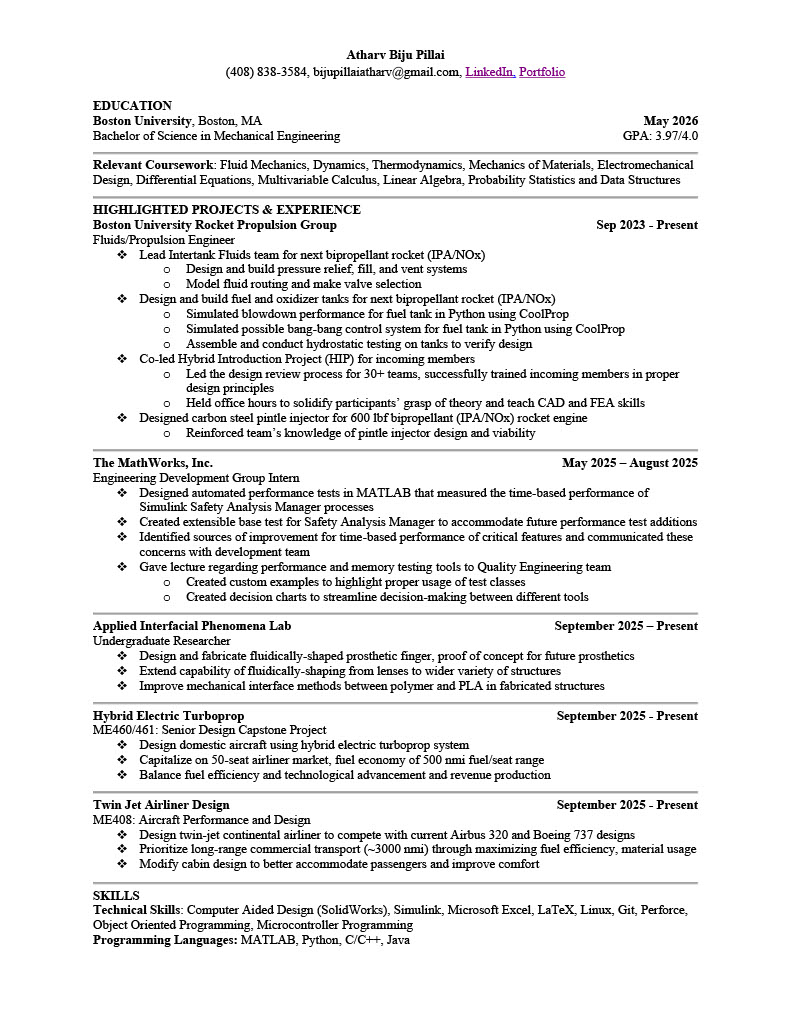 Atharv Biju Pillai
(408) 838-3584, bijupillaiatharv@gmail.com, LinkedIn, Portfolio
EDUCATION
Boston University, Boston, MA May 2026
Bachelor of Science in Mechanical Engineering GPA: 3.97/4.0
Relevant Coursework: Fluid Mechanics, Dynamics, Thermodynamics, Mechanics of Materials, Electromechanical
Design, Differential Equations, Multivariable Calculus, Linear Algebra, Probability Statistics and Data Structures
HIGHLIGHTED PROJECTS & EXPERIENCE
Boston University Rocket Propulsion Group Sep 2023 - Present
Fluids/Propulsion Engineer
❖ Lead Intertank Fluids team for next bipropellant rocket (IPA/NOx)
o Design and build pressure relief, fill, and vent systems
o Model fluid routing and make valve selection
❖ Design and build fuel and oxidizer tanks for next bipropellant rocket (IPA/NOx)
o Simulated blowdown performance for fuel tank in Python using CoolProp
o Simulated possible bang-bang control system for fuel tank in Python using CoolProp
o Assemble and conduct hydrostatic testing on tanks to verify design
❖ Co-led Hybrid Introduction Project (HIP) for incoming members
o Led the design review process for 30+ teams, successfully trained incoming members in proper
design principles
o Held office hours to solidify participants’ grasp of theory and teach CAD and FEA skills
❖ Designed carbon steel pintle injector for 600 lbf bipropellant (IPA/NOx) rocket engine
o Reinforced team’s knowledge of pintle injector design and viability
The MathWorks, Inc. May 2025 – August 2025
Engineering Development Group Intern
❖ Designed automated performance tests in MATLAB that measured the time-based performance of
Simulink Safety Analysis Manager processes
❖ Created extensible base test for Safety Analysis Manager to accommodate future performance test additions
❖ Identified sources of improvement for time-based performance of critical features and communicated these
concerns with development team
❖ Gave lecture regarding performance and memory testing tools to Quality Engineering team
o Created custom examples to highlight proper usage of test classes
o Created decision charts to streamline decision-making between different tools
Applied Interfacial Phenomena Lab September 2025 – Present
Undergraduate Researcher
❖ Design and fabricate fluidically-shaped prosthetic finger, proof of concept for future prosthetics
❖ Extend capability of fluidically-shaping from lenses to wider variety of structures
❖ Improve mechanical interface methods between polymer and PLA in fabricated structures
Hybrid Electric Turboprop September 2025 - Present
ME460/461: Senior Design Capstone Project
❖ Design domestic aircraft using hybrid electric turboprop system
❖ Capitalize on 50-seat airliner market, fuel economy of 500 nmi fuel/seat range
❖ Balance fuel efficiency and technological advancement and revenue production
Twin Jet Airliner Design September 2025 - Present
ME408: Aircraft Performance and Design
❖ Design twin-jet continental airliner to compete with current Airbus 320 and Boeing 737 designs
❖ Prioritize long-range commercial transport (~3000 nmi) through maximizing fuel efficiency, material usage
❖ Modify cabin design to better accommodate passengers and improve comfort
SKILLS
Technical Skills: Computer Aided Design (SolidWorks), Simulink, Microsoft Excel, LaTeX, Linux, Git, Perforce,
Object Oriented Programming, Microcontroller Programming
Programming Languages: MATLAB, Python, C/C++, Java